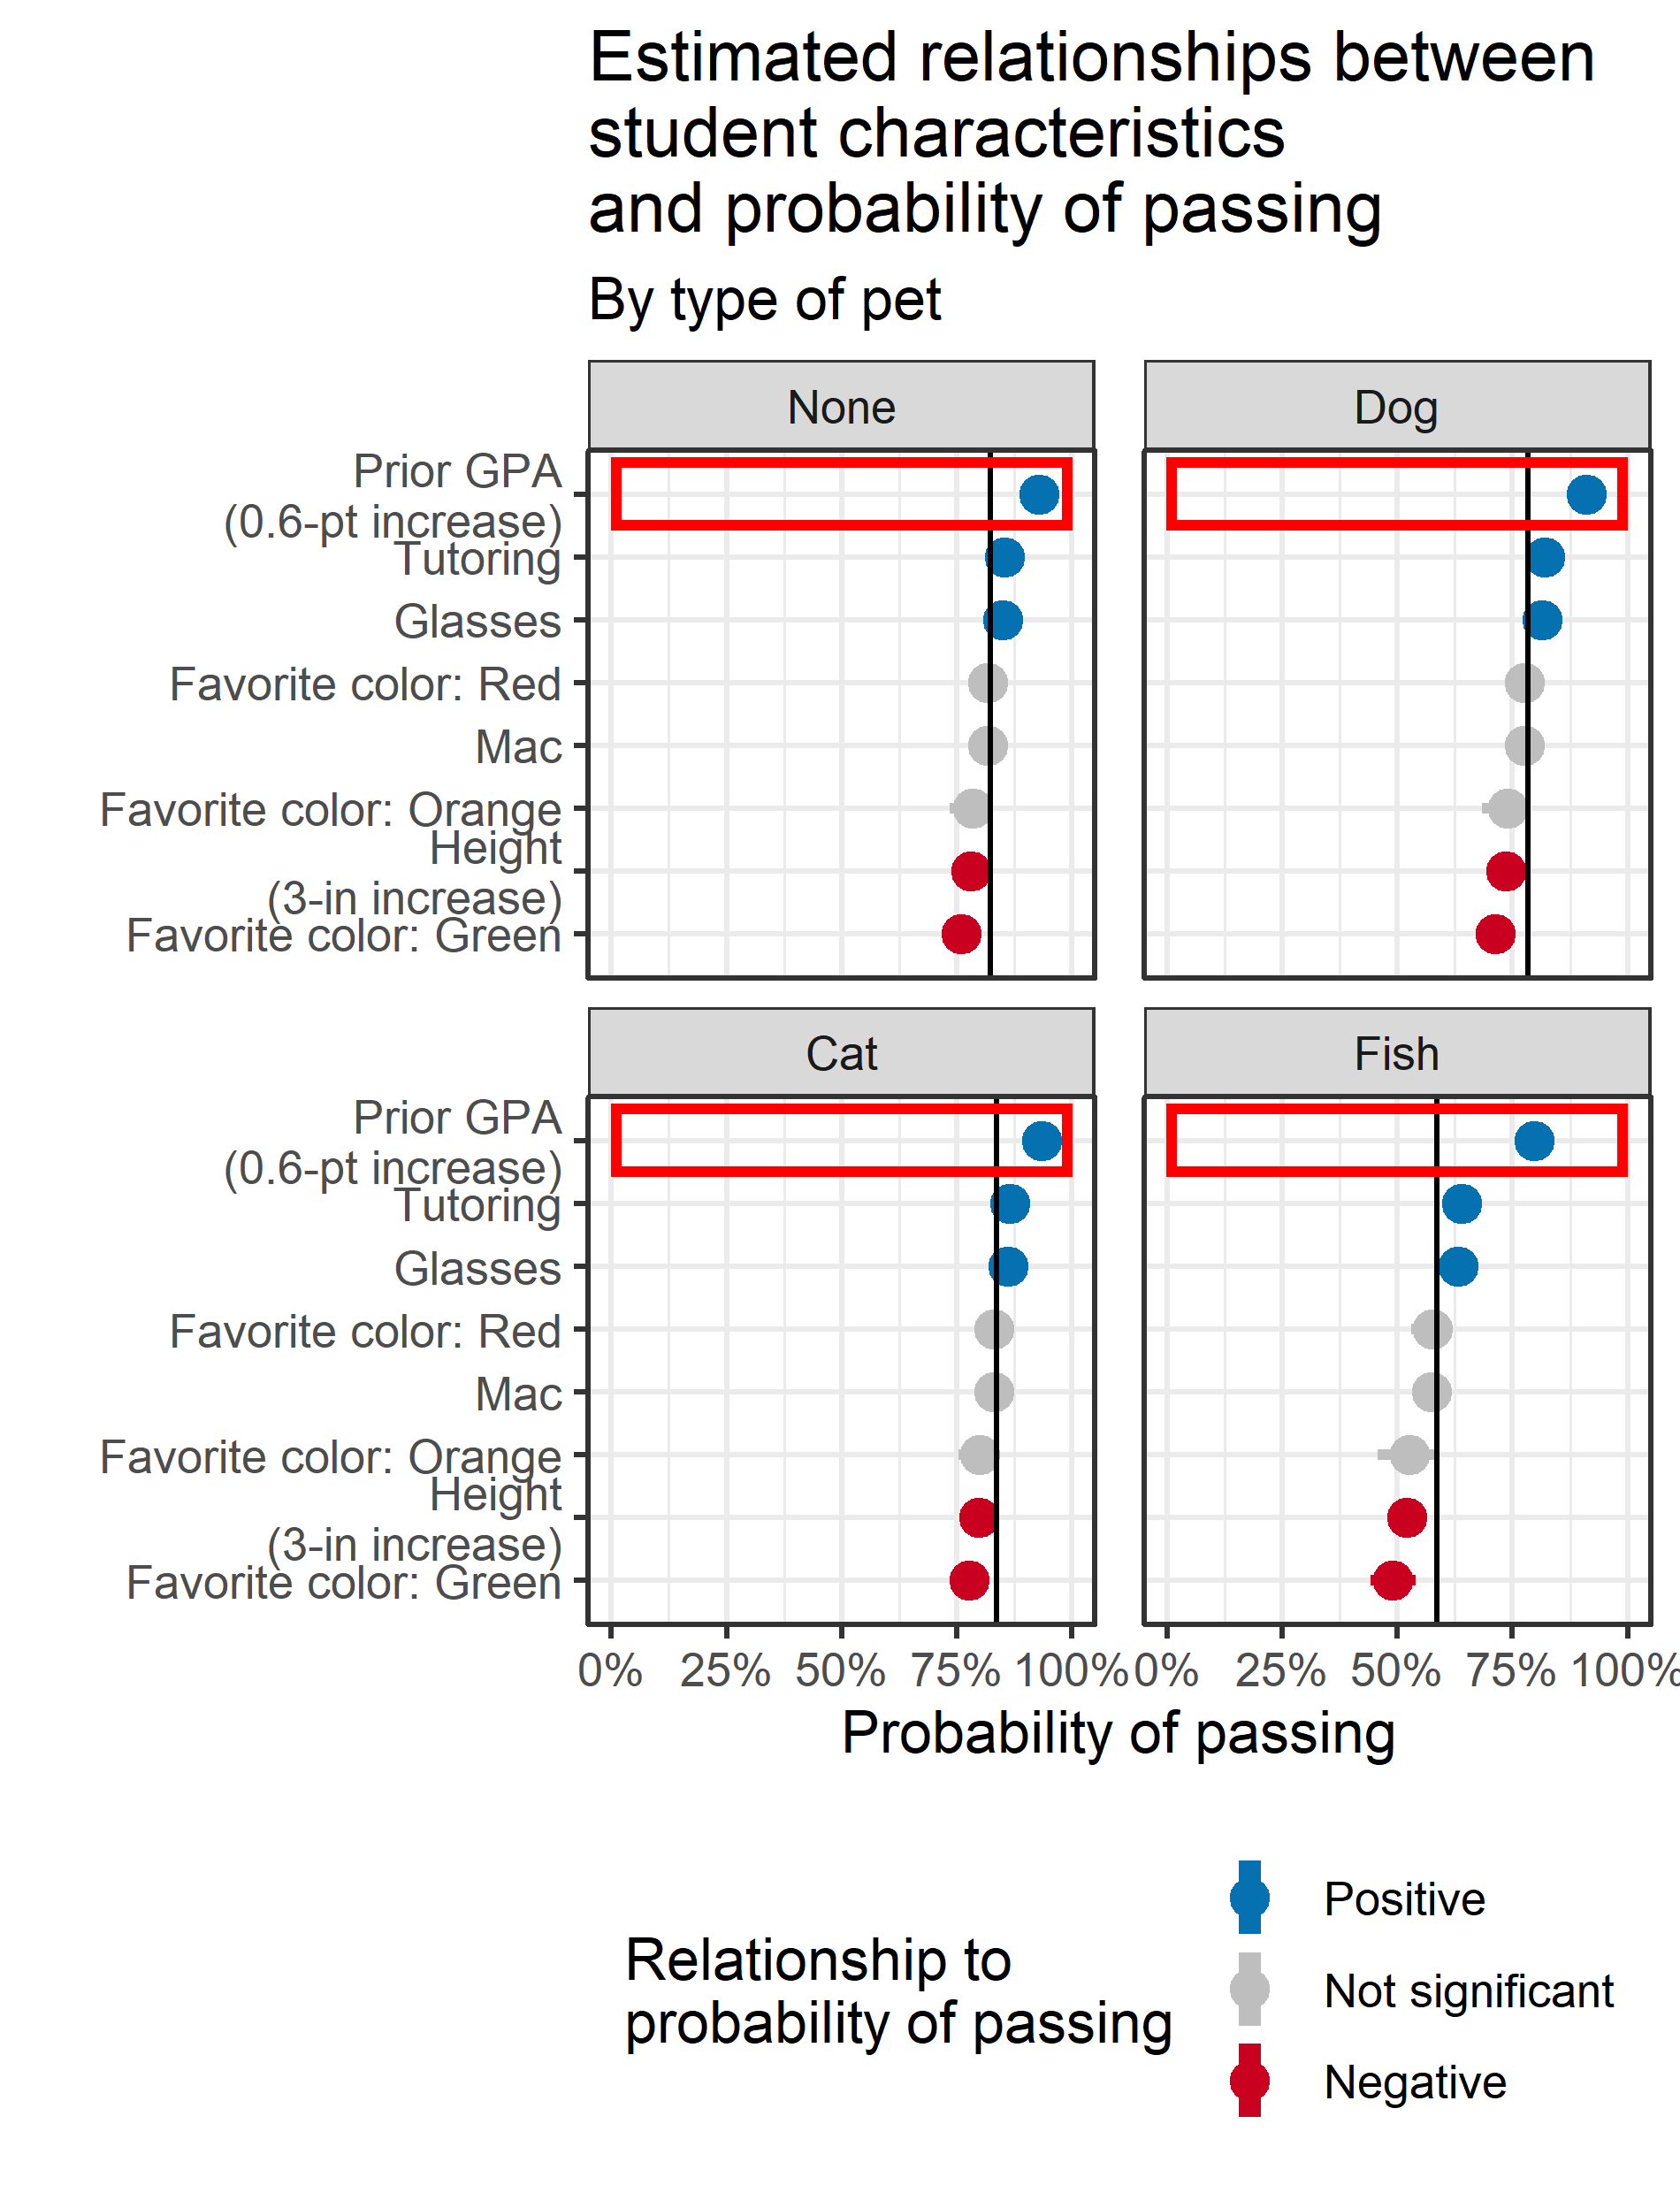 Estimated relationships between
student characteristics
and probability of passing
By type of pet
None
Dog
Prior GPA
(0.6-pt increase)
Tutoring
Glasses
Favorite color: Red
Mac
Favorite color: Orange
Height
(3-in increase)
Favorite color: Green
Cat
Fish
Prior GPA
(0.6-pt increase)
Tutoring
Glasses
Favorite color: Red
Mac
Favorite color: Orange
Height
(3-in increase)
Favorite color: Green
0% 25% 50% 75% 100% 0% 25% 50% 75% 100%
Probability of passing
Relationship to
probability of passing
Positive
Not significant
Negative